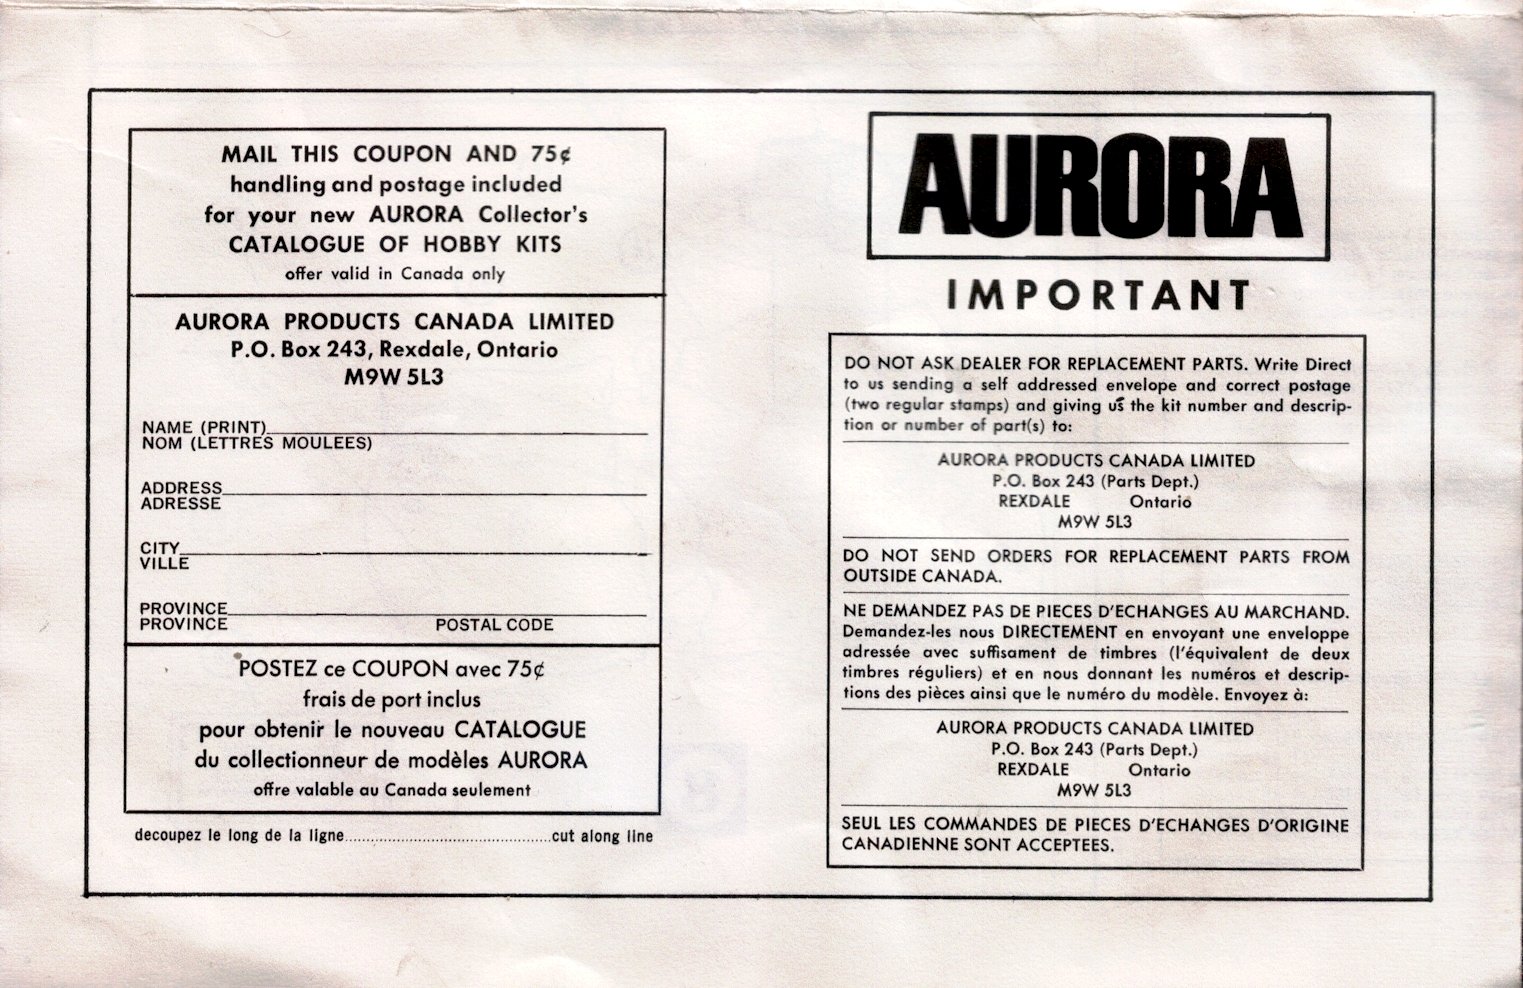 MAIL THIS COUPON AND 75¢
handling and postage included
for your new AURORA Collector's
CATALOGUE OF HOBBY KITS
offer valid in Canada only
AURORA PRODUCTS CANADA LIMITED
P.O. Box 243, Rexdale, Ontario
M9W 5L3
NAME (PRINT)
NOM (LETTRES MOULEES)
ADDRESS
ADRESSE
CITY
VILLE
PROVINCE
PROVINCE POSTAL CODE
POSTEZ ce COUPON avec 75¢
frais de port inclus
pour obtenir le nouveau CATALOGUE
du collectionneur de modèles AURORA
offre valable au Canada seulement
decoupez le long de la ligne..............................................cut along line
AURORA
IMPORTANT
DO NOT ASK DEALER FOR REPLACEMENT PARTS. Write Direct
to us sending a self addressed envelope and correct postage
(two regular stamps) and giving us the kit number and descrip-
tion or number of part(s) to:
AURORA PRODUCTS CANADA LIMITED
P.O. Box 243 (Parts Dept.)
REXDALE Ontario
M9W 5L3
DO NOT SEND ORDERS FOR REPLACEMENT PARTS FROM
OUTSIDE CANADA.
NE DEMANDEZ PAS DE PIECES D'ECHANGES AU MARCHAND.
Demandez-les nous DIRECTEMENT en envoyant une enveloppe
adressée avec suffisament de timbres (l'équivalent de deux
timbres réguliers) et en nous donnant les numéros et descrip-
tions des pièces ainsi que le numéro du modèle. Envoyez à:
AURORA PRODUCTS CANADA LIMITED
P.O. Box 243 (Parts Dept.)
REXDALE Ontario
M9W 5L3
SEUL LES COMMANDES DE PIECES D'ECHANGES D'ORIGINE
CANADIENNE SONT ACCEPTEES.